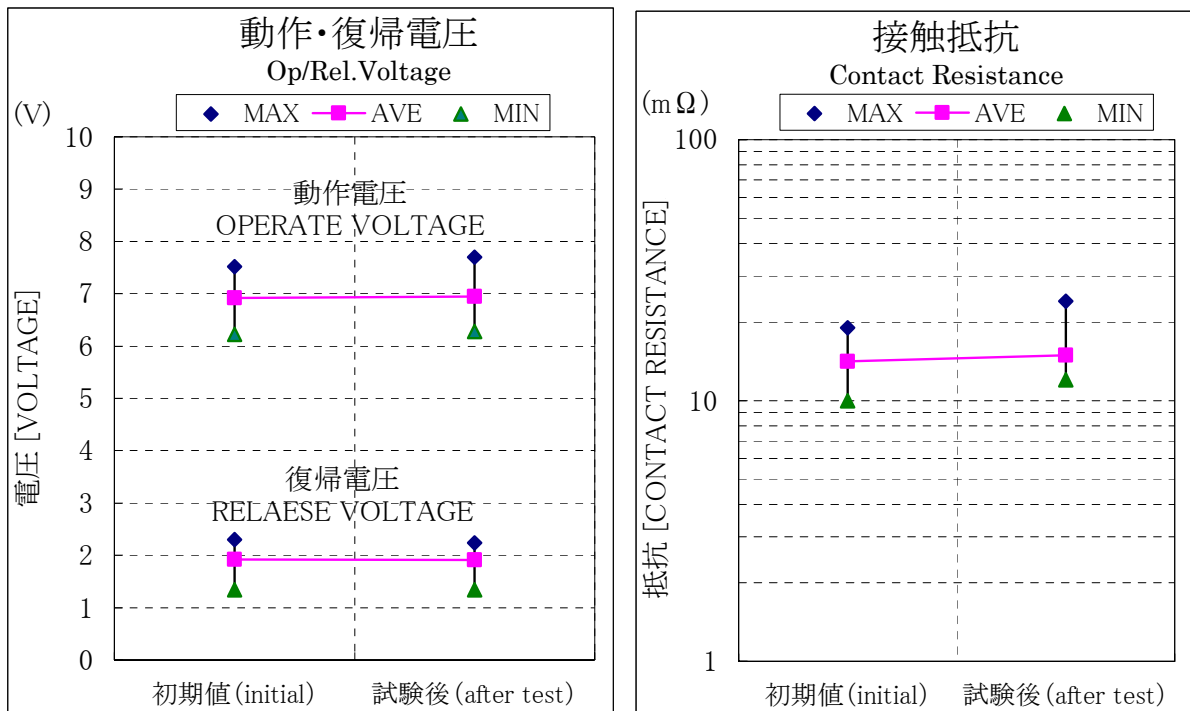 動作・復帰電圧
Op/Rel.Voltage
(V)
MAX AVE MIN
10
9
8
7
6
5
4
3
2
1
0
電圧 [VOLTAGE]
動作電圧
OPERATE VOLTAGE
復帰電圧
RELAESE VOLTAGE
初期値(initial) 試験後(after test)
接触抵抗
Contact Resistance
(mΩ)
MAX AVE MIN
100
10
1
抵抗 [CONTACT RESISTANCE]
初期値(initial) 試験後(after test)